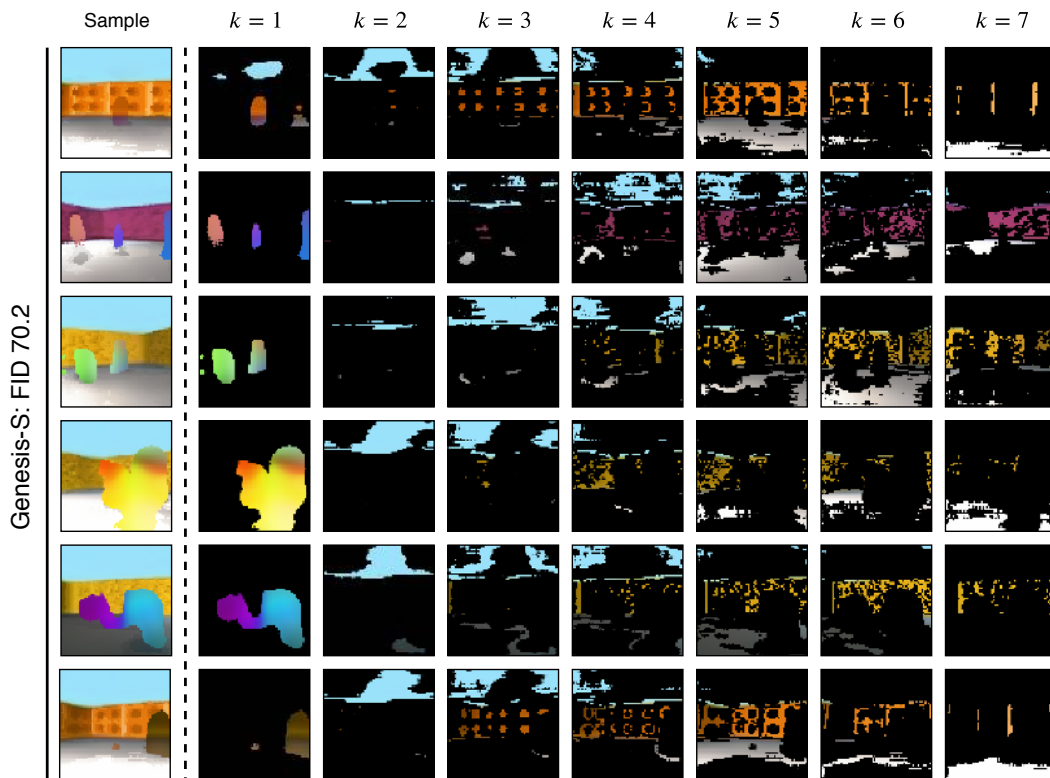 Sample k = 1 k = 2 k = 3 k = 4 k = 5 k = 6 k = 7
Genesis-S: FID 70.2